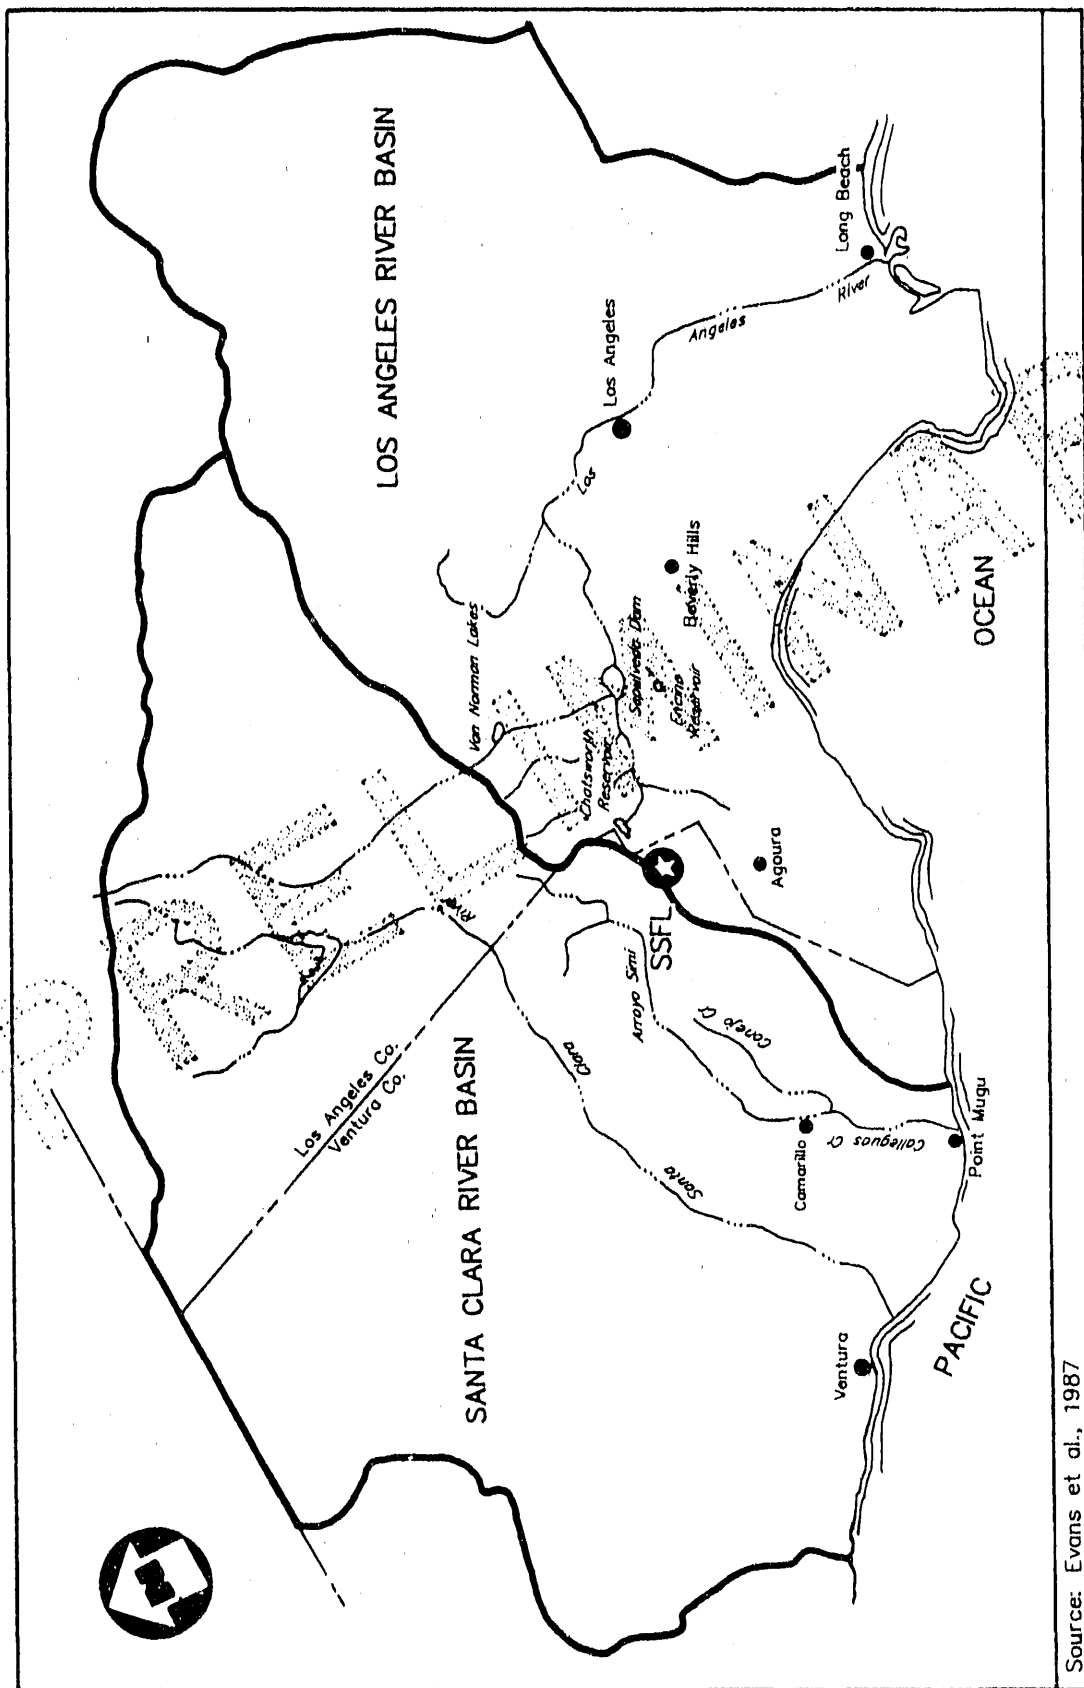 LOS ANGELES RIVER BASIN
SANTA CLARA RIVER BASIN
Los Angeles Co.
Ventura Co.
Van Norman Lakes
Chatsworth
Reservoir
Sepulveda Dam
Encino
Reservoir
Beverly Hills
Los Angeles
Los
Angeles
River
Long Beach
SSFL
Agoura
Arroyo Simi
Conejo Cr
Calleguas Cr
Camarillo
Point Mugu
Santa
Clara
River
Ventura
PACIFIC
OCEAN
N
Source: Evans et al., 1987